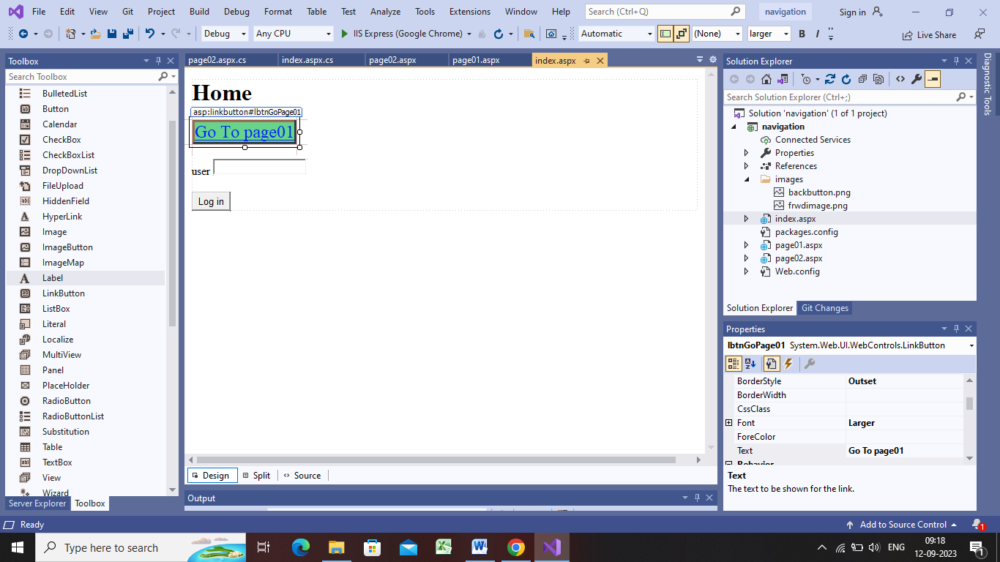 File Edit View Git Project Build Debug Format Table Test Analyze Tools Extensions Window Help Search (Ctrl+Q) navigation Sign in
Debug Any CPU IIS Express (Google Chrome) Automatic (None) larger B I Live Share
Toolbox
Search Toolbox
BulletedList
Button
Calendar
CheckBox
CheckBoxList
DropDownList
FileUpload
HiddenField
HyperLink
Image
ImageButton
ImageMap
Label
LinkButton
ListBox
Literal
Localize
MultiView
Panel
PlaceHolder
RadioButton
RadioButtonList
Substitution
Table
TextBox
View
Wizard
Server Explorer Toolbox
page02.aspx.cs index.aspx.cs page02.aspx page01.aspx index.aspx
Home
asp:linkbutton#lbtnGoPage01
Go To page01
user
Log in
Design Split Source
Output
Solution Explorer
Search Solution Explorer (Ctrl+;)
Solution 'navigation' (1 of 1 project)
navigation
Connected Services
Properties
References
images
backbutton.png
frwdimage.png
index.aspx
packages.config
page01.aspx
page02.aspx
Web.config
Solution Explorer Git Changes
Properties
lbtnGoPage01 System.Web.UI.WebControls.LinkButton
BorderStyle Outset
BorderWidth
CssClass
Font Larger
ForeColor
Text Go To page01
Behavior
Text
The text to be shown for the link.
Diagnostic Tools
Ready Add to Source Control 1
Type here to search ENG 09:18
12-09-2023 1